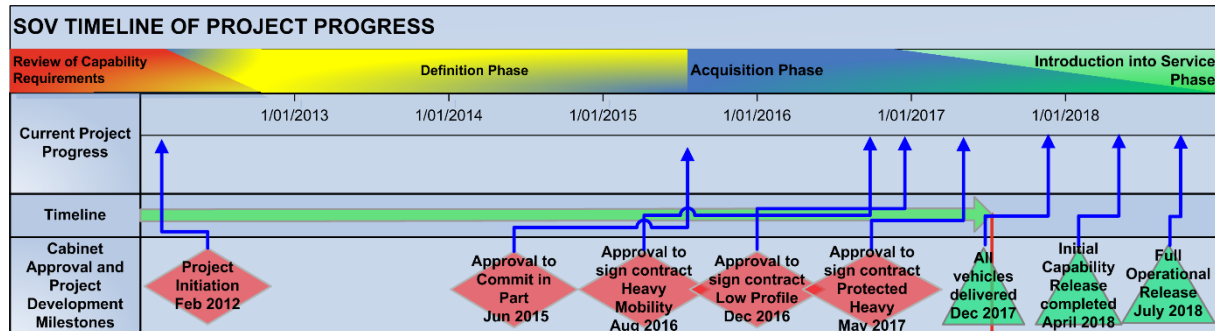 SOV TIMELINE OF PROJECT PROGRESS
Review of Capability
Requirements
Definition Phase
Acquisition Phase
Introduction into Service
Phase
Current Project
Progress
1/01/2013
1/01/2014
1/01/2015
1/01/2016
1/01/2017
1/01/2018
Timeline
Cabinet
Approval and
Project
Development
Milestones
Project
Initiation
Feb 2012
Approval to
Commit in
Part
Jun 2015
Approval to
sign contract
Heavy
Mobility
Aug 2016
Approval to
sign contract
Low Profile
Dec 2016
Approval to
sign contract
Protected
Heavy
May 2017
All
vehicles
delivered
Dec 2017
Initial
Capability
Release
completed
April 2018
Full
Operational
Release
July 2018